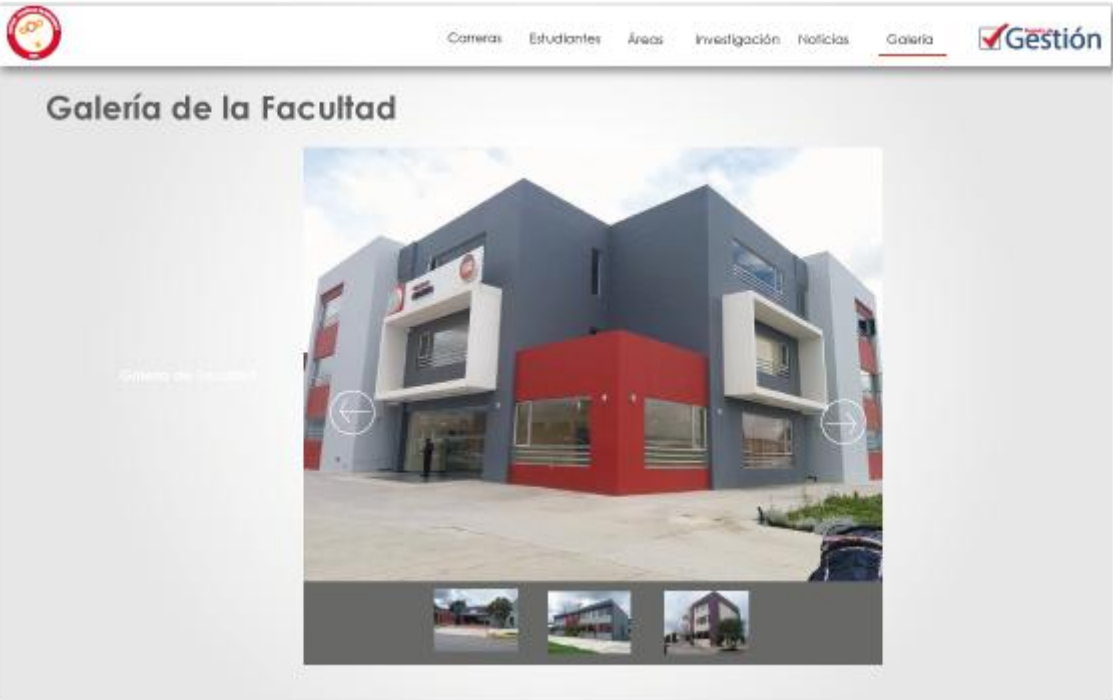 Carreras Estudiantes Áreas Investigación Noticias Galería Gestión
Galería de la Facultad